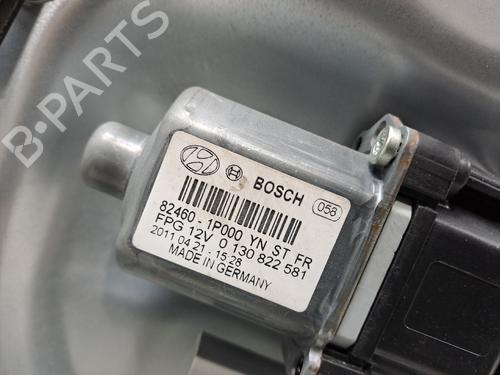 BOSCH
058
82460 - 1P000 YN ST FR
FPG 12V 0 130 822 581
2011 04 21 - 15:28
MADE IN GERMANY
B-PARTS